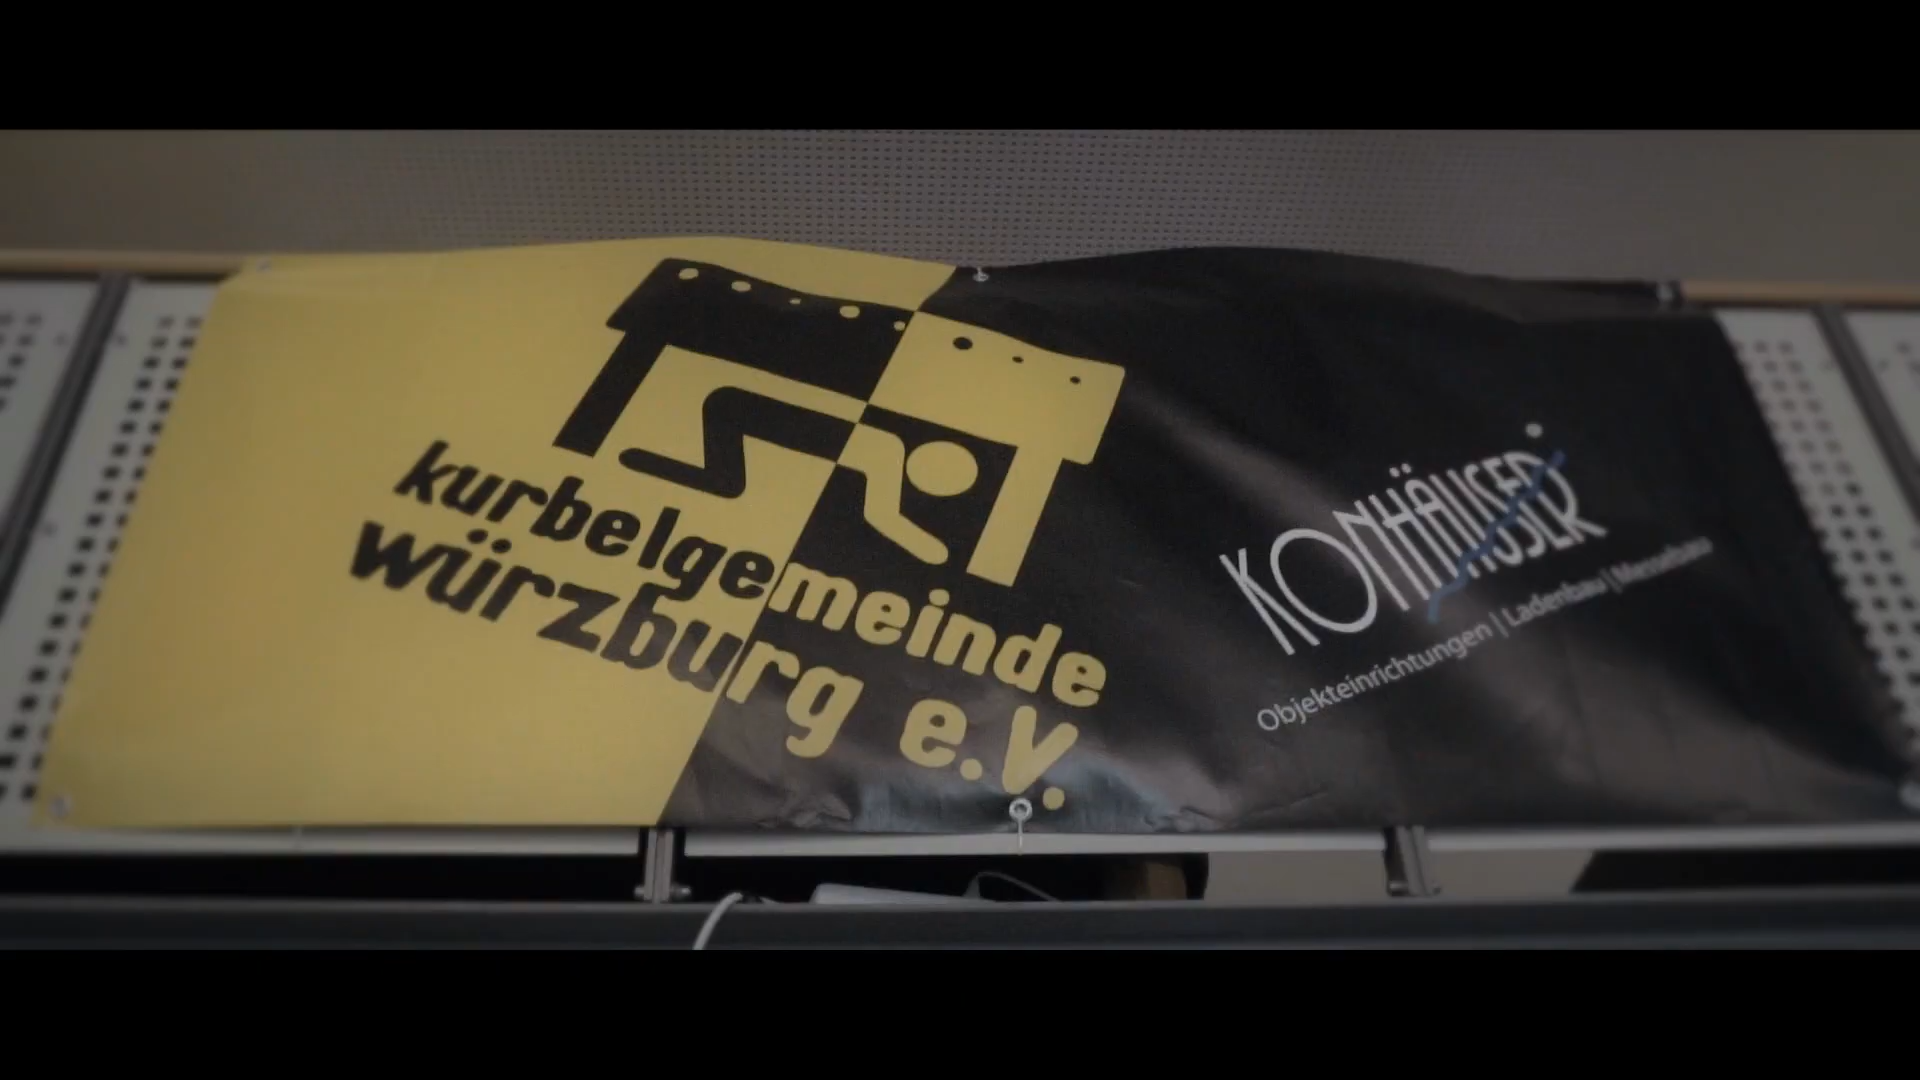 kurbelgemeinde
würzburg e.V.
KONHÄUSER
Objekteinrichtungen | Ladenbau | Messebau